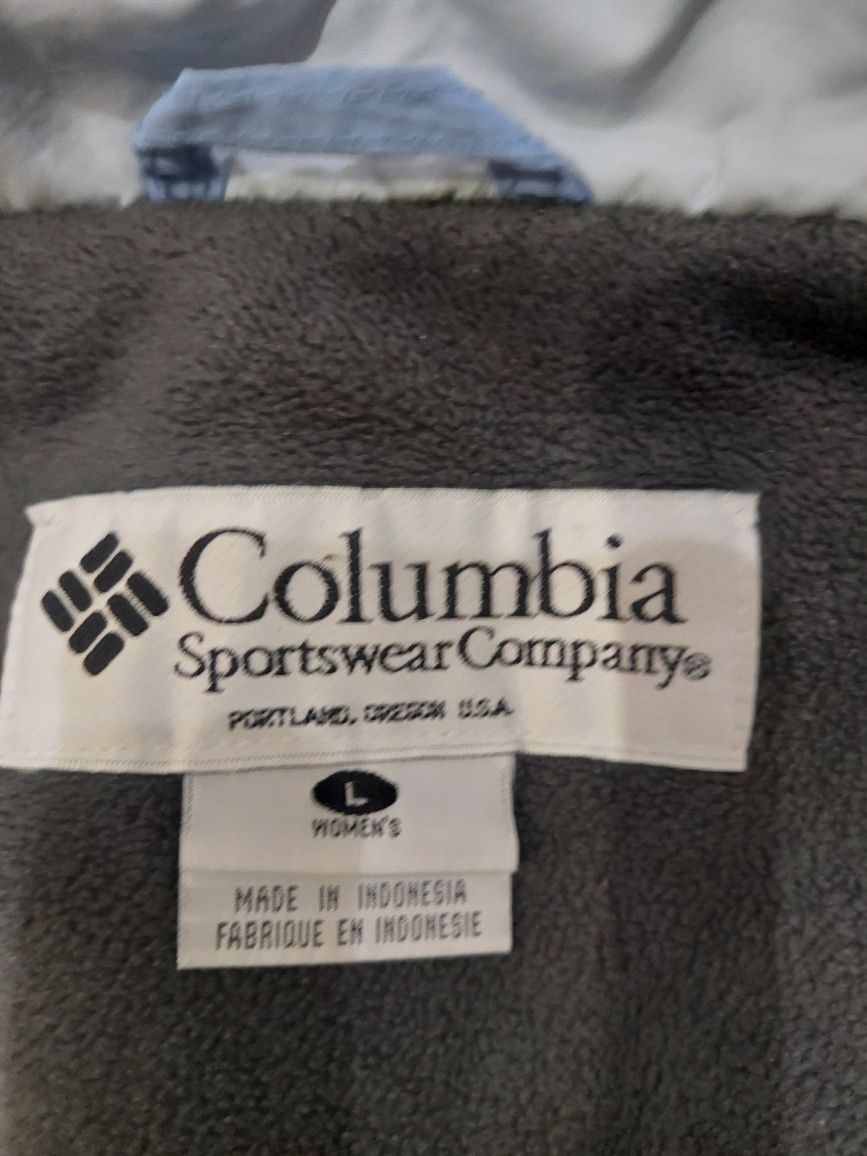 Columbia
Sportswear Company®
PORTLAND, OREGON U.S.A.
L
WOMEN'S
MADE IN INDONESIA
FABRIQUE EN INDONESIE